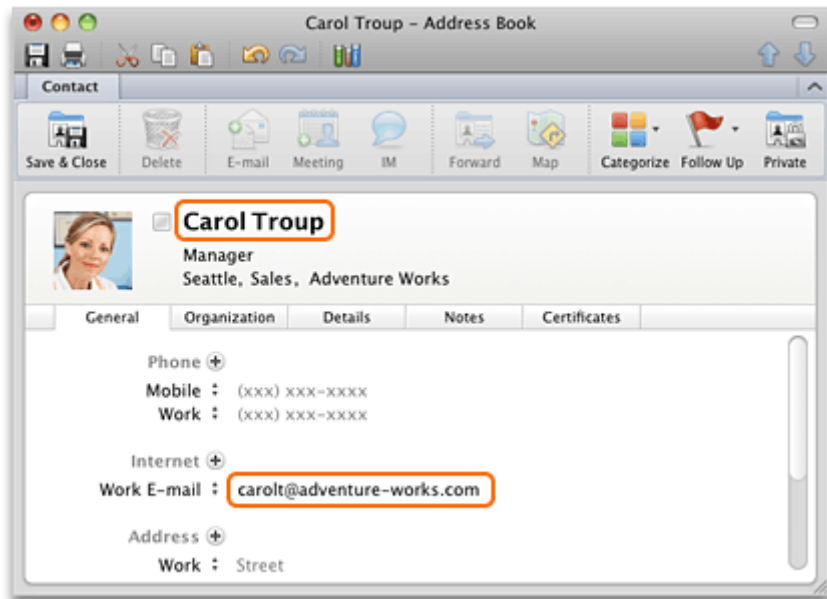 Carol Troup – Address Book
Contact
Save & Close Delete E-mail Meeting IM Forward Map Categorize Follow Up Private
Carol Troup
Manager
Seattle, Sales, Adventure Works
General Organization Details Notes Certificates
Phone
Mobile (xxx) xxx-xxxx
Work (xxx) xxx-xxxx
Internet
Work E-mail carolt@adventure-works.com
Address
Work Street